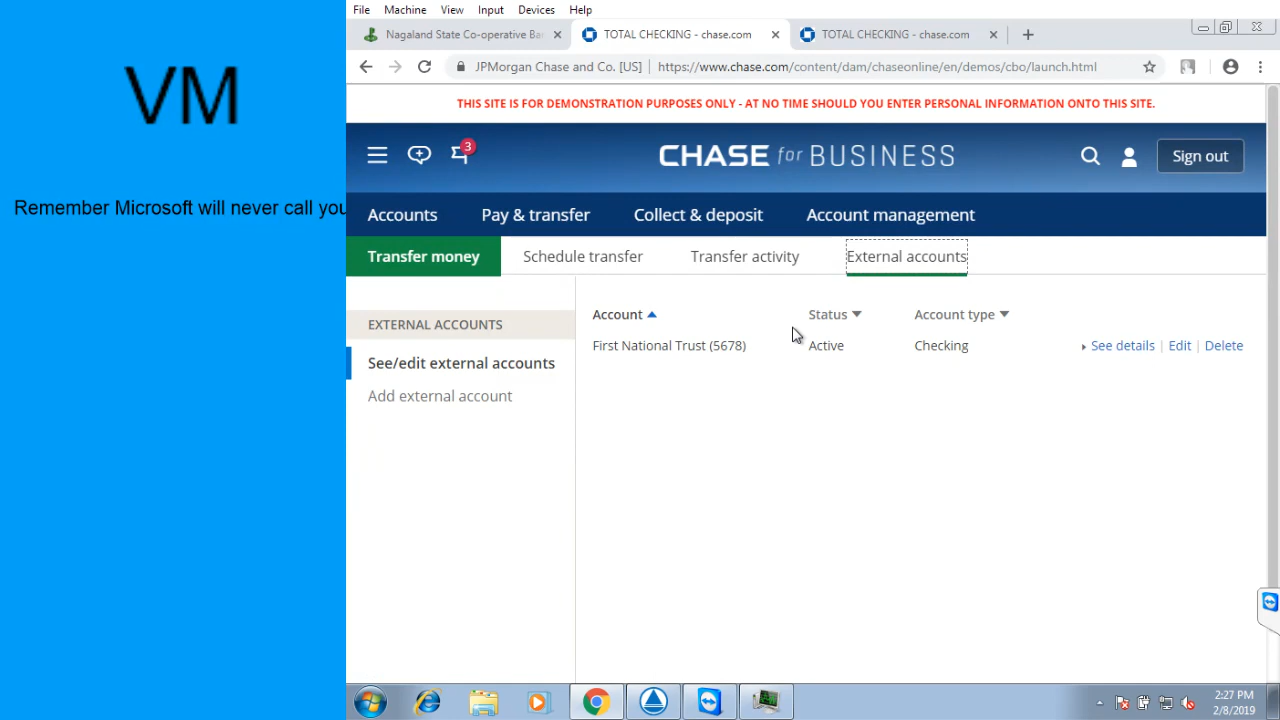 VM
Remember Microsoft will never call you
File Machine View Input Devices Help
Nagaland State Co-operative Ba
TOTAL CHECKING - chase.com
TOTAL CHECKING - chase.com
JPMorgan Chase and Co. [US] | https://www.chase.com/content/dam/chaseonline/en/demos/cbo/launch.html
THIS SITE IS FOR DEMONSTRATION PURPOSES ONLY - AT NO TIME SHOULD YOU ENTER PERSONAL INFORMATION ONTO THIS SITE.
3
CHASE for BUSINESS
Sign out
Accounts Pay & transfer Collect & deposit Account management
Transfer money Schedule transfer Transfer activity External accounts
EXTERNAL ACCOUNTS
See/edit external accounts
Add external account
Account Status Account type
First National Trust (5678) Active Checking See details | Edit | Delete
2:27 PM
2/8/2019